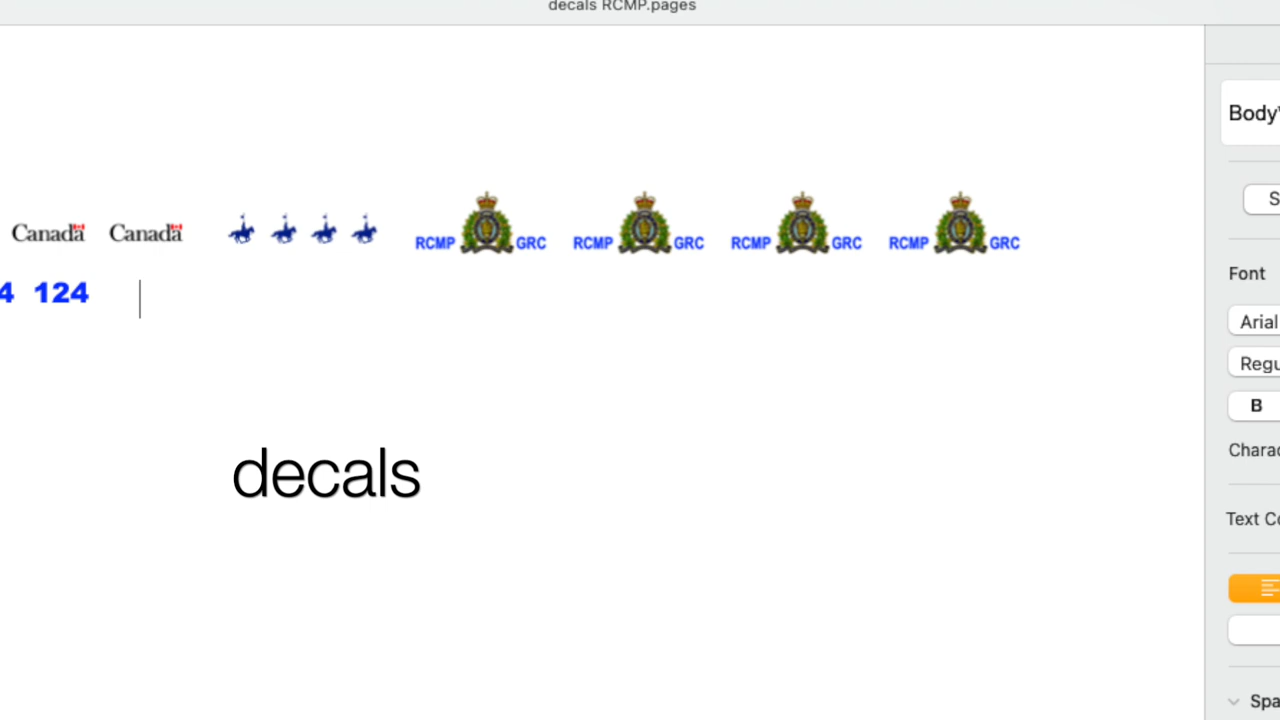 decals RCMP.pages
Canada Canada RCMP GRC RCMP GRC RCMP GRC RCMP GRC
4 124
decals
Body
S
Font
Arial
Regu
B
Charac
Text Co
Spa